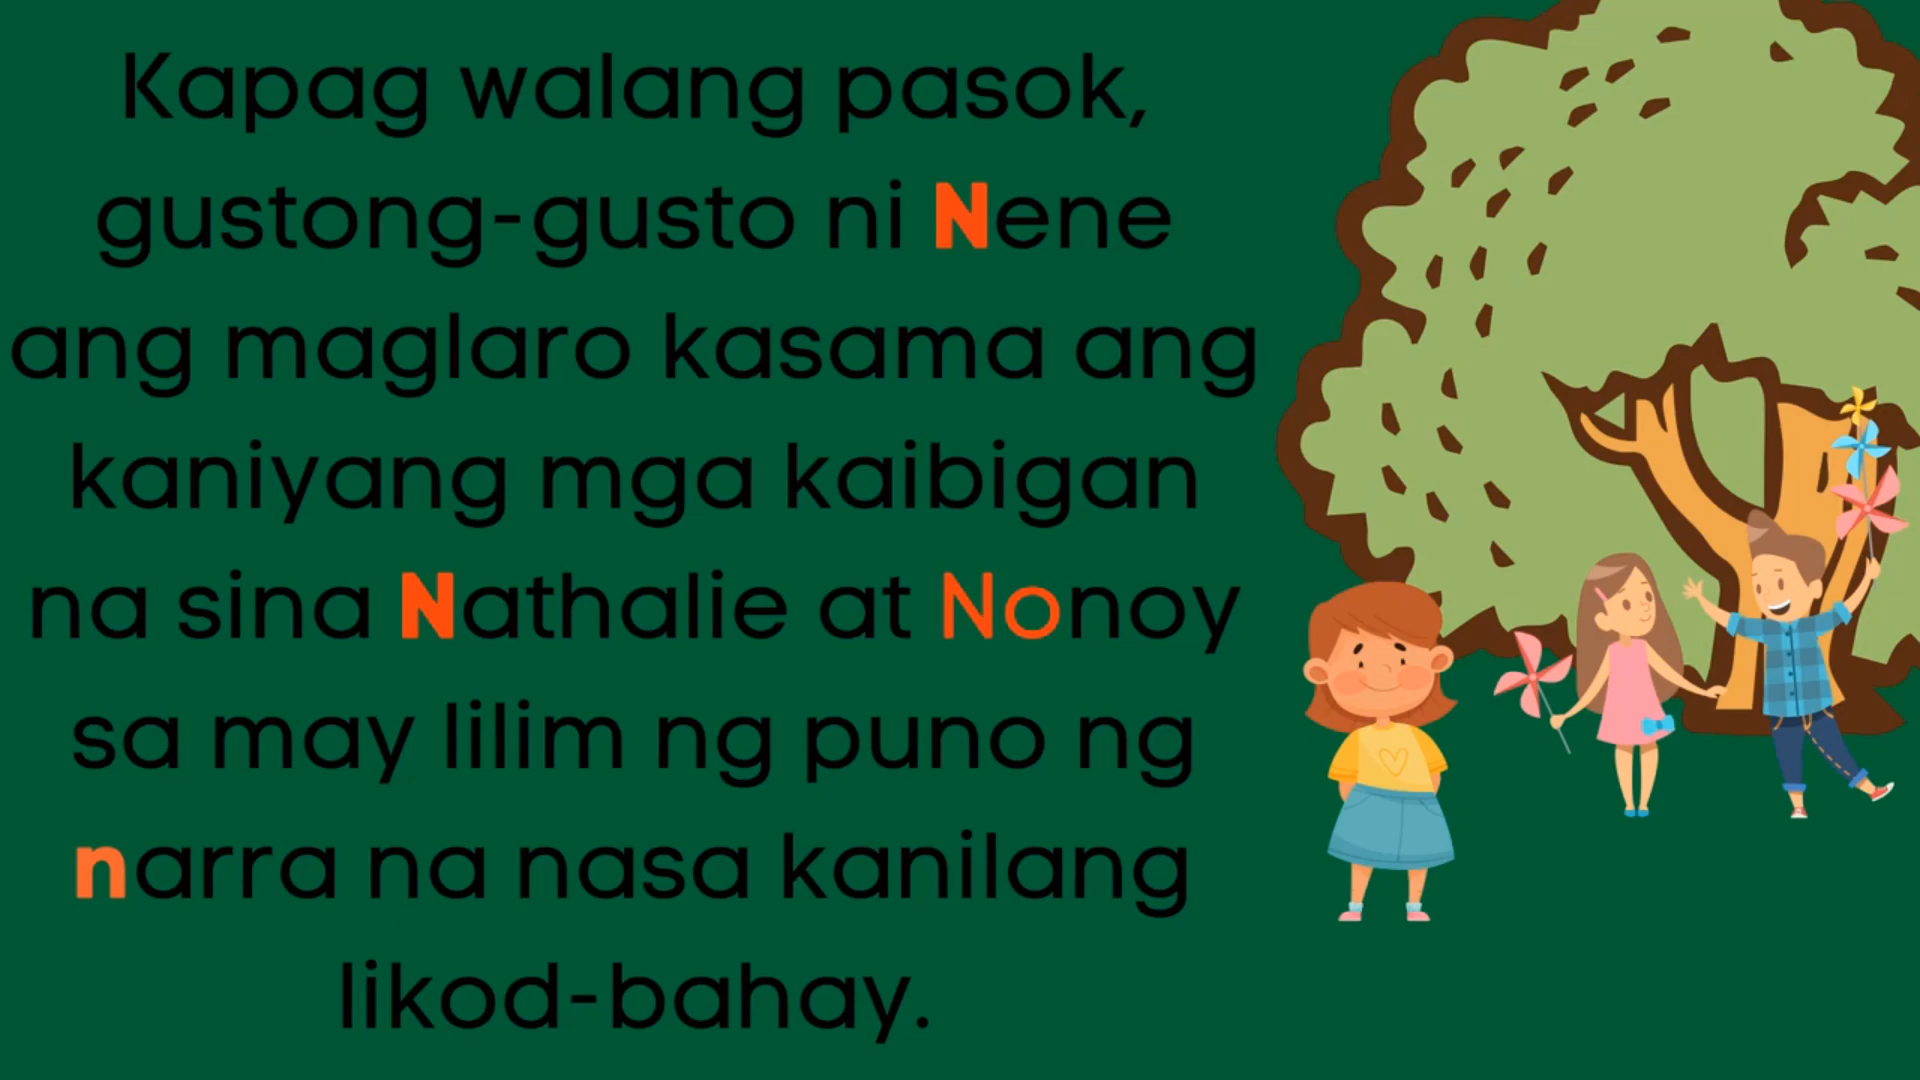 Kapag walang pasok,
gustong-gusto ni Nene
ang maglaro kasama ang
kaniyang mga kaibigan
na sina Nathalie at Nonoy
sa may lilim ng puno ng
narra na nasa kanilang
likod-bahay.